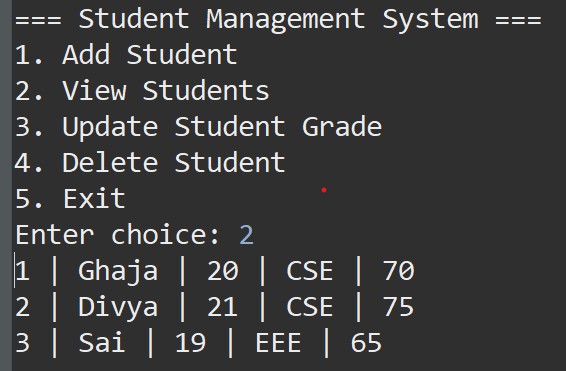 === Student Management System ===
1. Add Student
2. View Students
3. Update Student Grade
4. Delete Student
5. Exit
Enter choice: 2
1 | Ghaja | 20 | CSE | 70
2 | Divya | 21 | CSE | 75
3 | Sai | 19 | EEE | 65